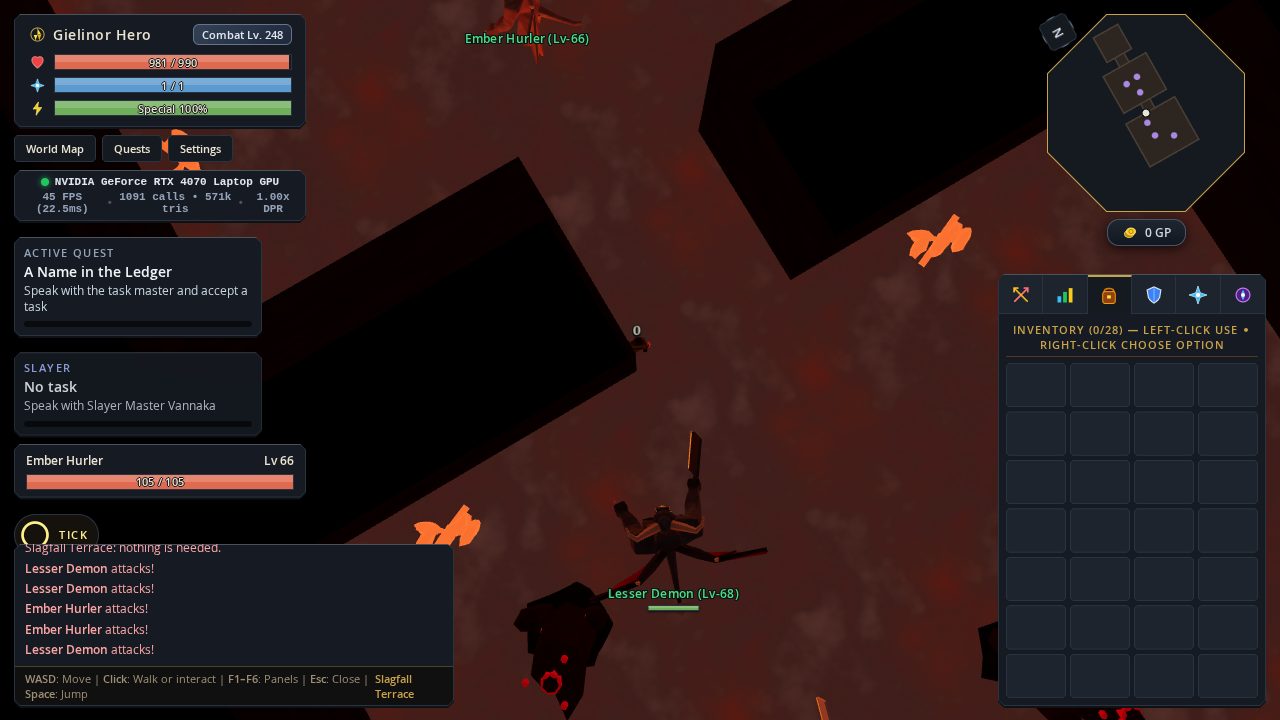 Ember Hurler (Lv-66)
Gielinor Hero
Combat Lv. 248
981 / 990
1 / 1
Special 100%
World Map
Quests
Settings
NVIDIA GeForce RTX 4070 Laptop GPU
45 FPS • 1091 calls • 571k • 1.00x
(22.5ms) tris DPR
ACTIVE QUEST
A Name in the Ledger
Speak with the task master and accept a
task
SLAYER
No task
Speak with Slayer Master Vannaka
Ember Hurler
Lv 66
105 / 105
TICK
Slagfall Terrace: nothing is needed.
Lesser Demon attacks!
Lesser Demon attacks!
Ember Hurler attacks!
Ember Hurler attacks!
Lesser Demon attacks!
WASD: Move | Click: Walk or interact | F1–F6: Panels | Esc: Close |
Space: Jump
Slagfall
Terrace
0
Lesser Demon (Lv-68)
N
0 GP
INVENTORY (0/28) — LEFT-CLICK USE •
RIGHT-CLICK CHOOSE OPTION